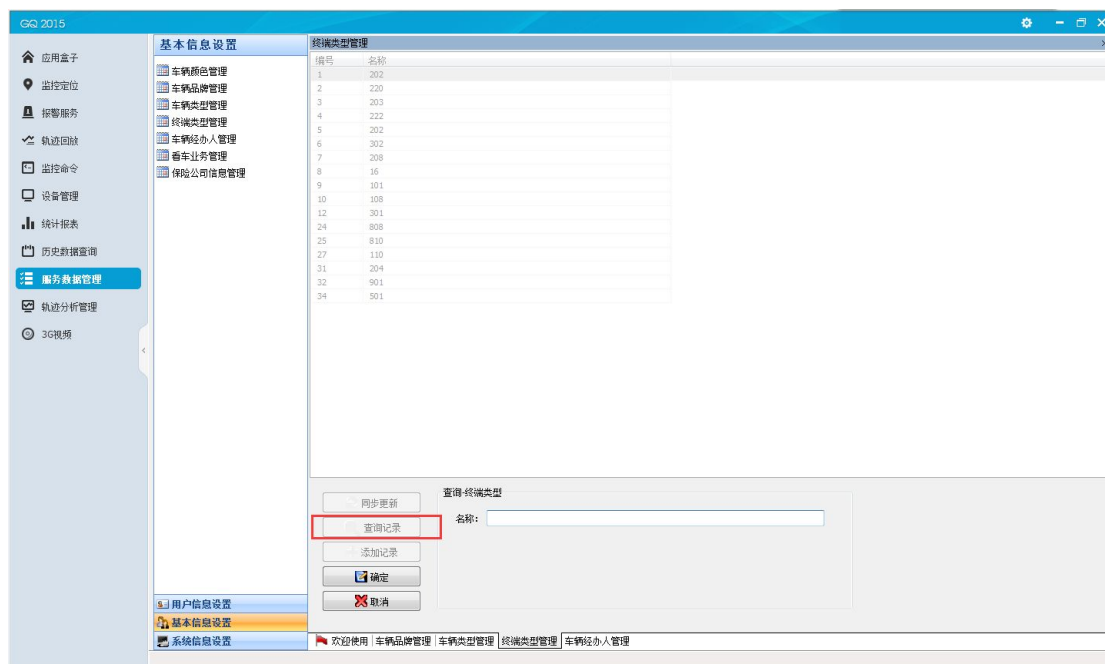 GQ 2015
应用盒子
监控定位
报警服务
轨迹回放
监控命令
设备管理
统计报表
历史数据查询
服务数据管理
轨迹分析管理
3G视频
基本信息设置
车辆颜色管理
车辆品牌管理
车辆类型管理
终端类型管理
车辆经办人管理
看车业务管理
保险公司信息管理
用户信息设置
基本信息设置
系统信息设置
终端类型管理
编号 名称
1 202
2 220
3 203
4 222
5 202
6 302
7 208
8 16
9 101
10 108
12 301
24 808
25 810
27 110
31 204
32 901
34 501
同步更新
查询记录
添加记录
确定
取消
查询-终端类型
名称:
欢迎使用 车辆品牌管理 车辆类型管理 终端类型管理 车辆经办人管理